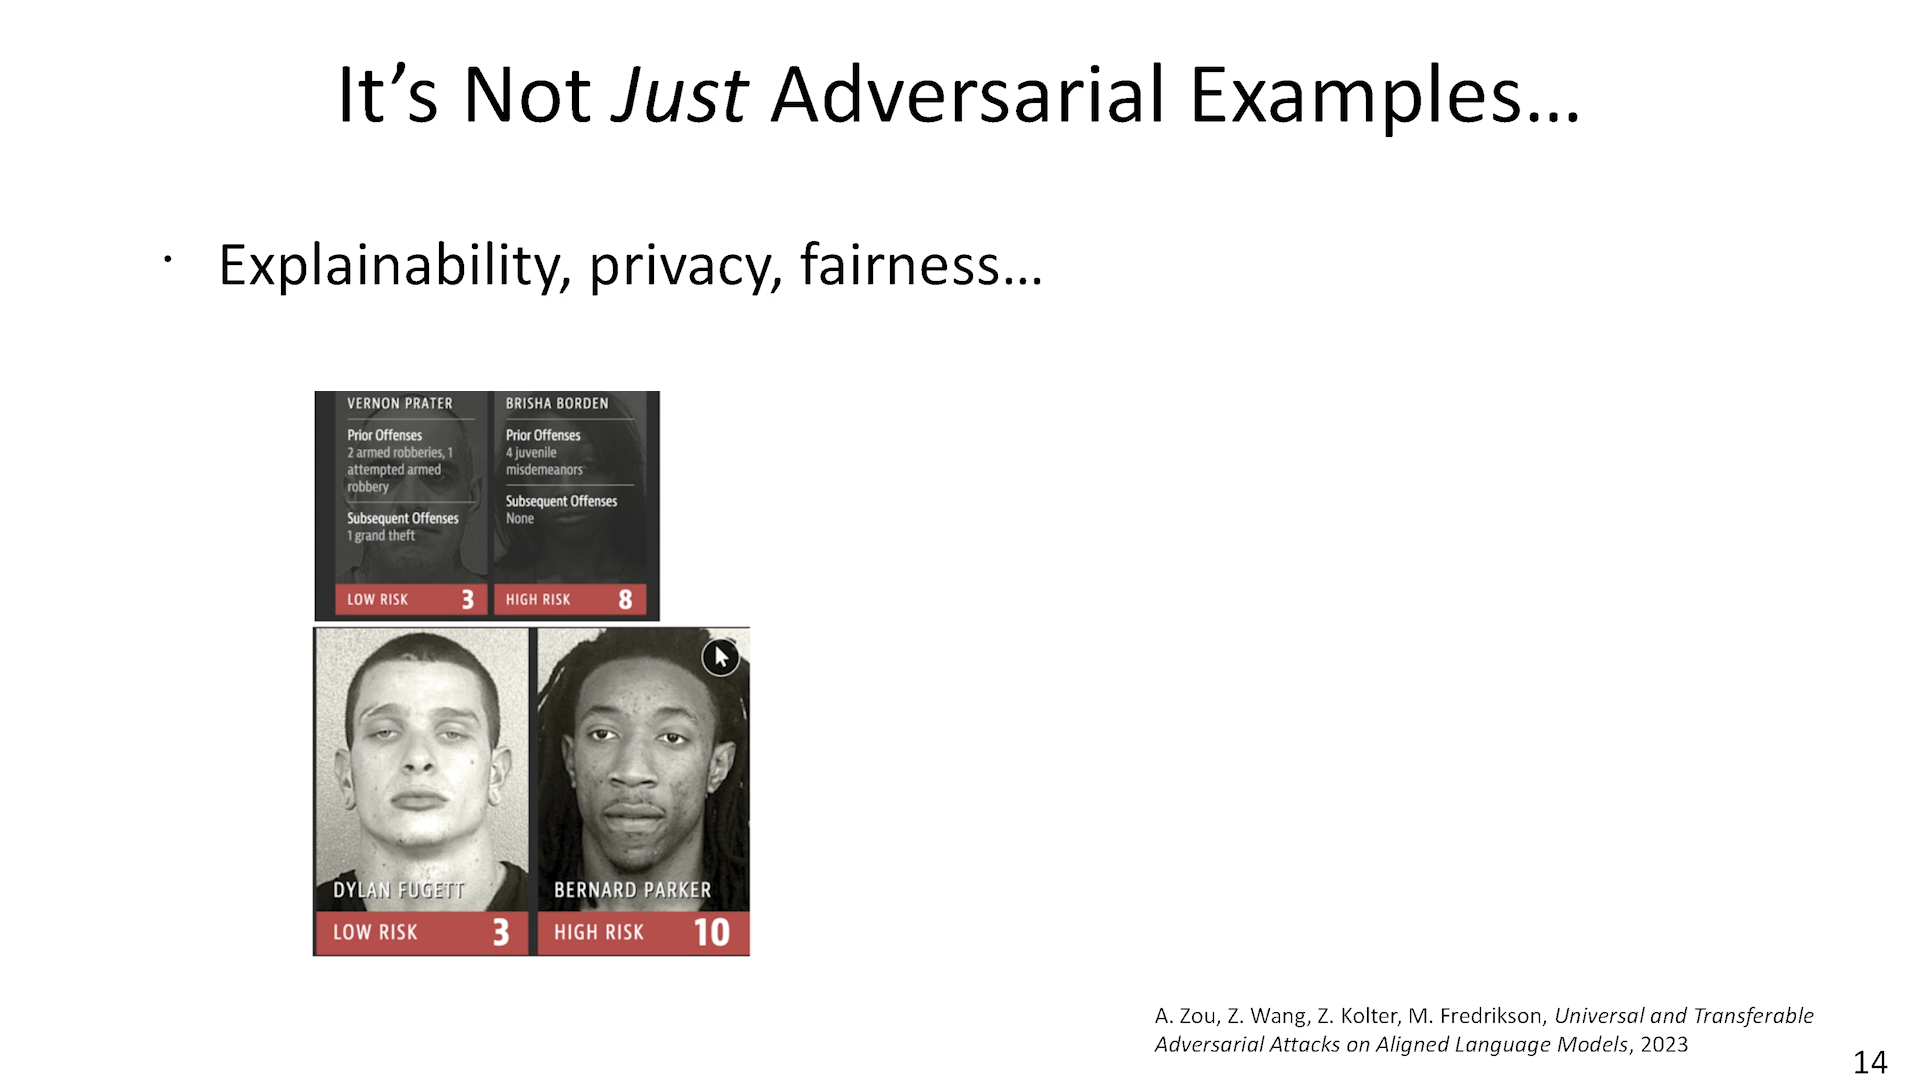 It’s Not Just Adversarial Examples…
· Explainability, privacy, fairness…
VERNON PRATER
Prior Offenses
2 armed robberies, 1
attempted armed
robbery
Subsequent Offenses
1 grand theft
LOW RISK 3
BRISHA BORDEN
Prior Offenses
4 juvenile
misdemeanors
Subsequent Offenses
None
HIGH RISK 8
DYLAN FUGETT
LOW RISK 3
BERNARD PARKER
HIGH RISK 10
A. Zou, Z. Wang, Z. Kolter, M. Fredrikson, Universal and Transferable
Adversarial Attacks on Aligned Language Models, 2023
14